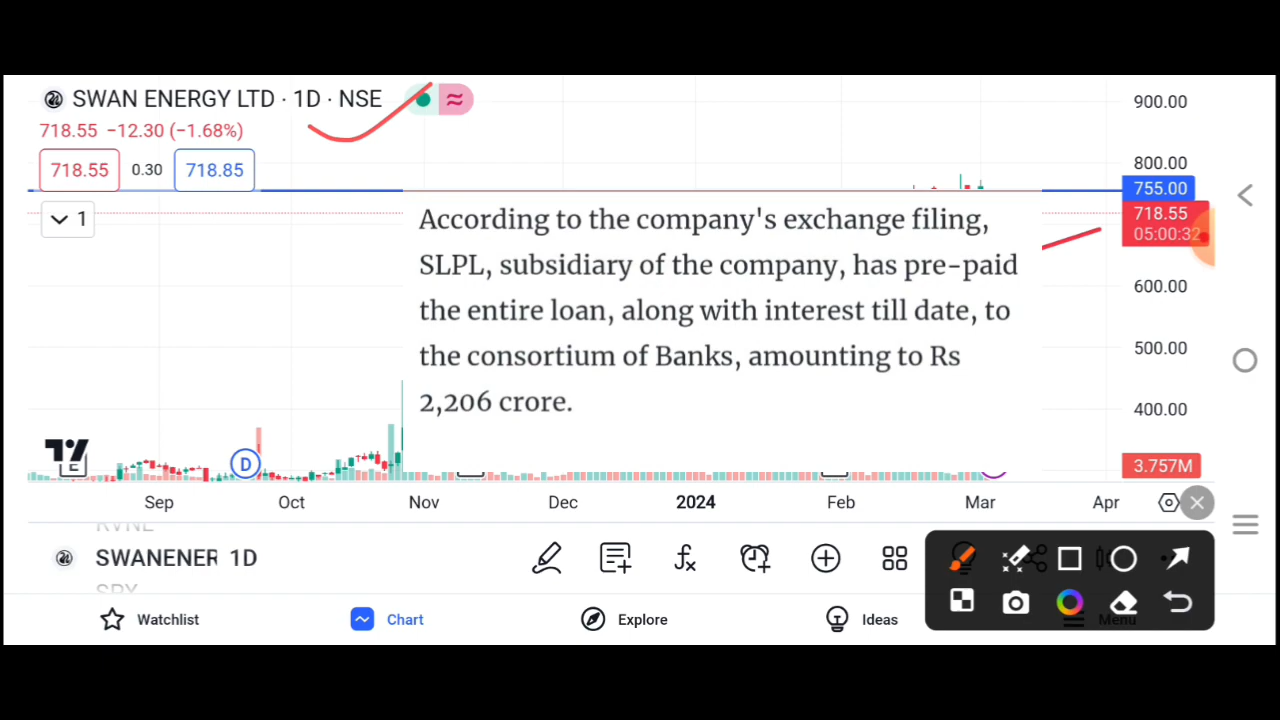 SWAN ENERGY LTD · 1D · NSE
718.55 −12.30 (−1.68%)
718.55 0.30 718.85
1
900.00
800.00
755.00
718.55
05:00:32
600.00
500.00
400.00
3.757M
According to the company's exchange filing,
SLPL, subsidiary of the company, has pre-paid
the entire loan, along with interest till date, to
the consortium of Banks, amounting to Rs
2,206 crore.
D
E
Sep Oct Nov Dec 2024 Feb Mar Apr
RVNL
SWANENER 1D
SPY
Watchlist Chart Explore Ideas Menu